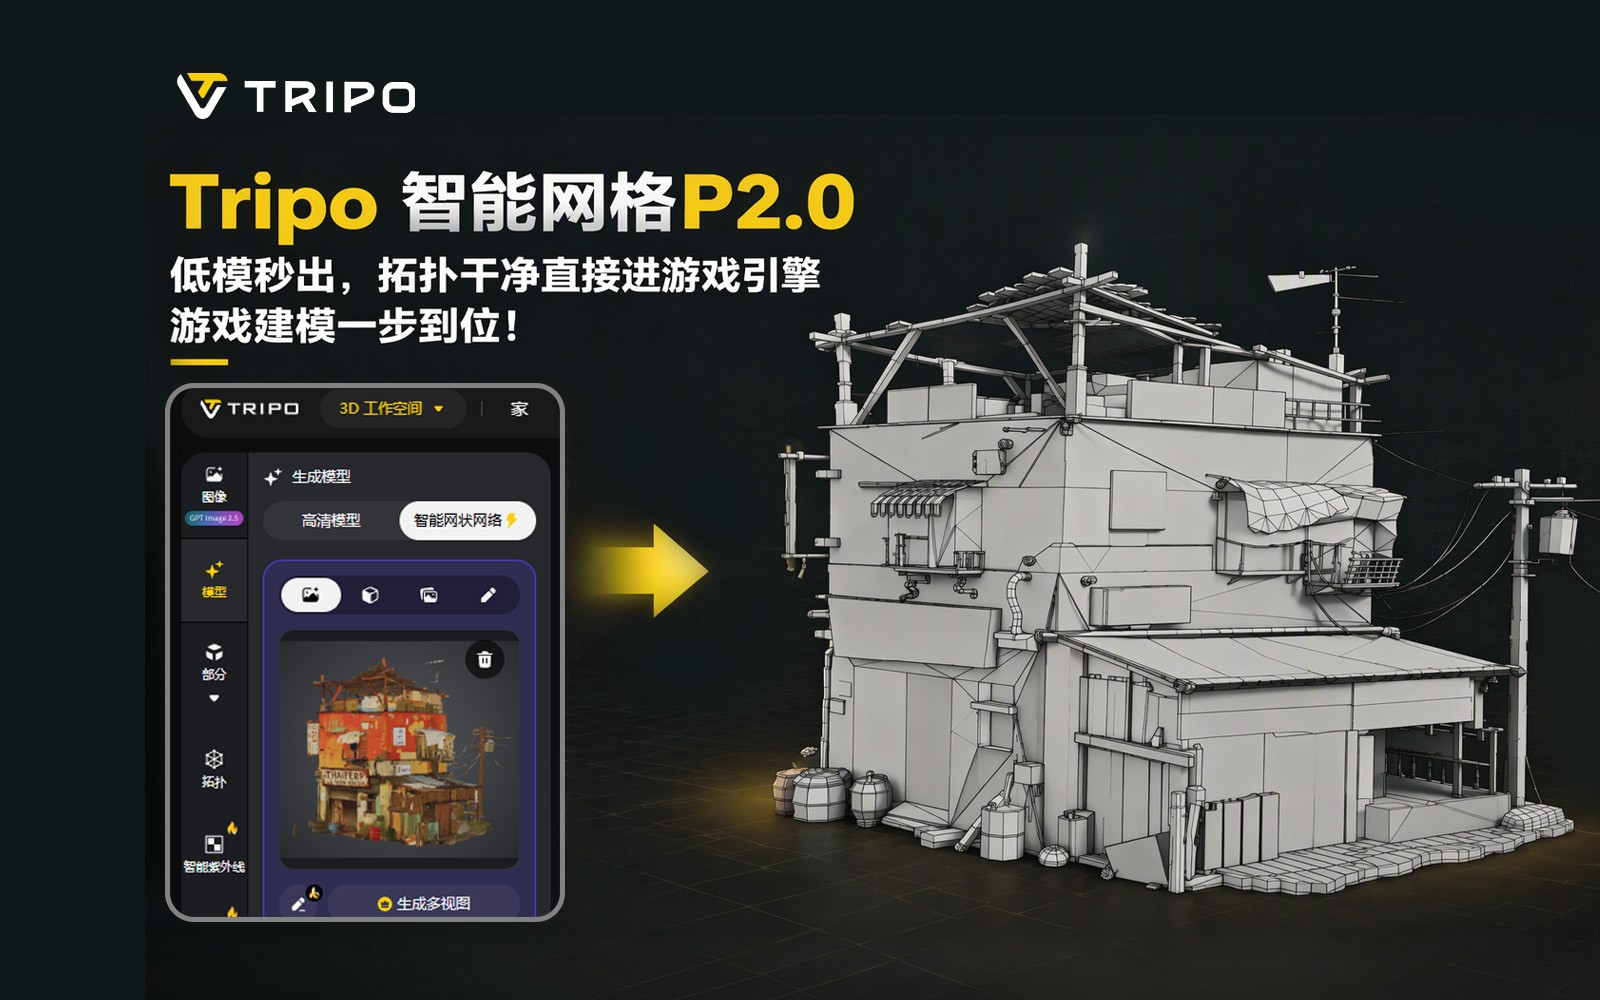 TRIPO
Tripo 智能网格P2.0
低模秒出，拓扑干净直接进游戏引擎
游戏建模一步到位！
TRIPO
3D 工作空间
家
图像
GPT Image 2.5
模型
部分
拓扑
智能紫外线
生成模型
高清模型
智能网状网络
THAIFERP
生成多视图